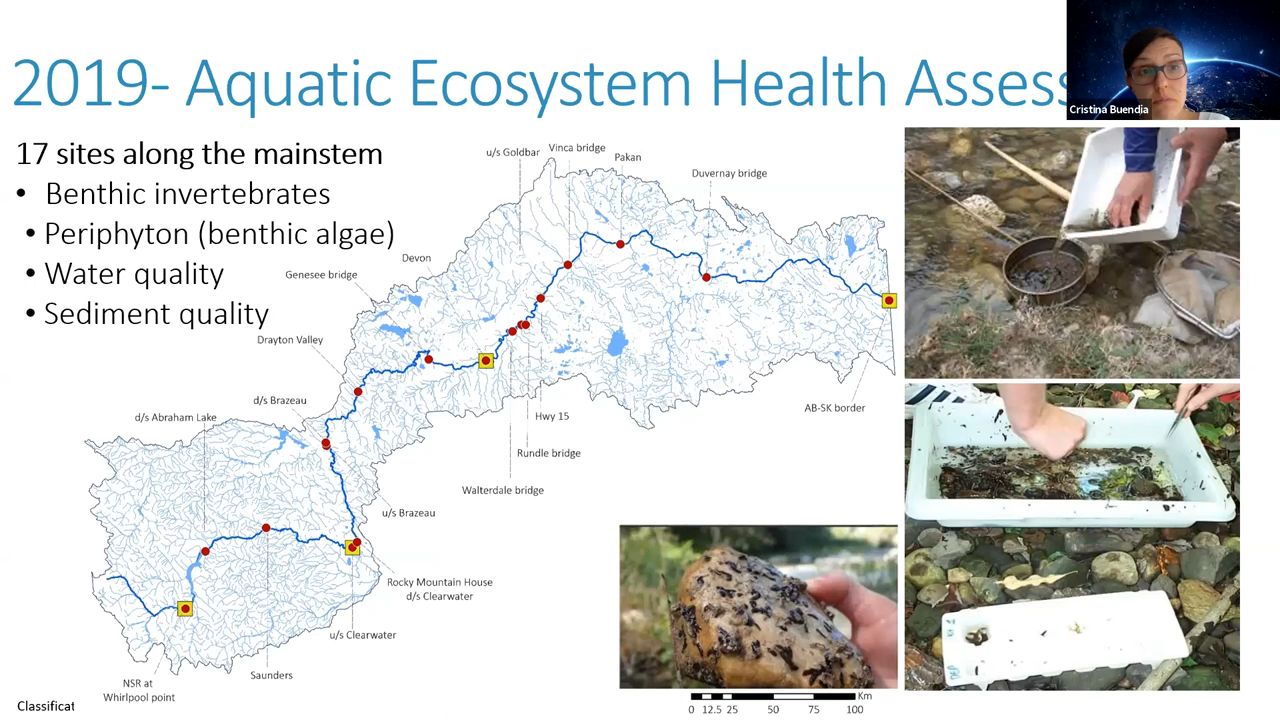 2019- Aquatic Ecosystem Health Assess
Cristina Buendia
17 sites along the mainstem
• Benthic invertebrates
• Periphyton (benthic algae)
• Water quality
• Sediment quality
u/s Goldbar
Vinca bridge
Pakan
Duvernay bridge
Devon
Genesee bridge
Drayton Valley
d/s Brazeau
d/s Abraham Lake
AB-SK border
Hwy 15
Rundle bridge
Walterdale bridge
u/s Brazeau
Rocky Mountain House
d/s Clearwater
u/s Clearwater
Saunders
NSR at
Whirlpool point
Km
0 12.5 25 50 75 100
Classificat